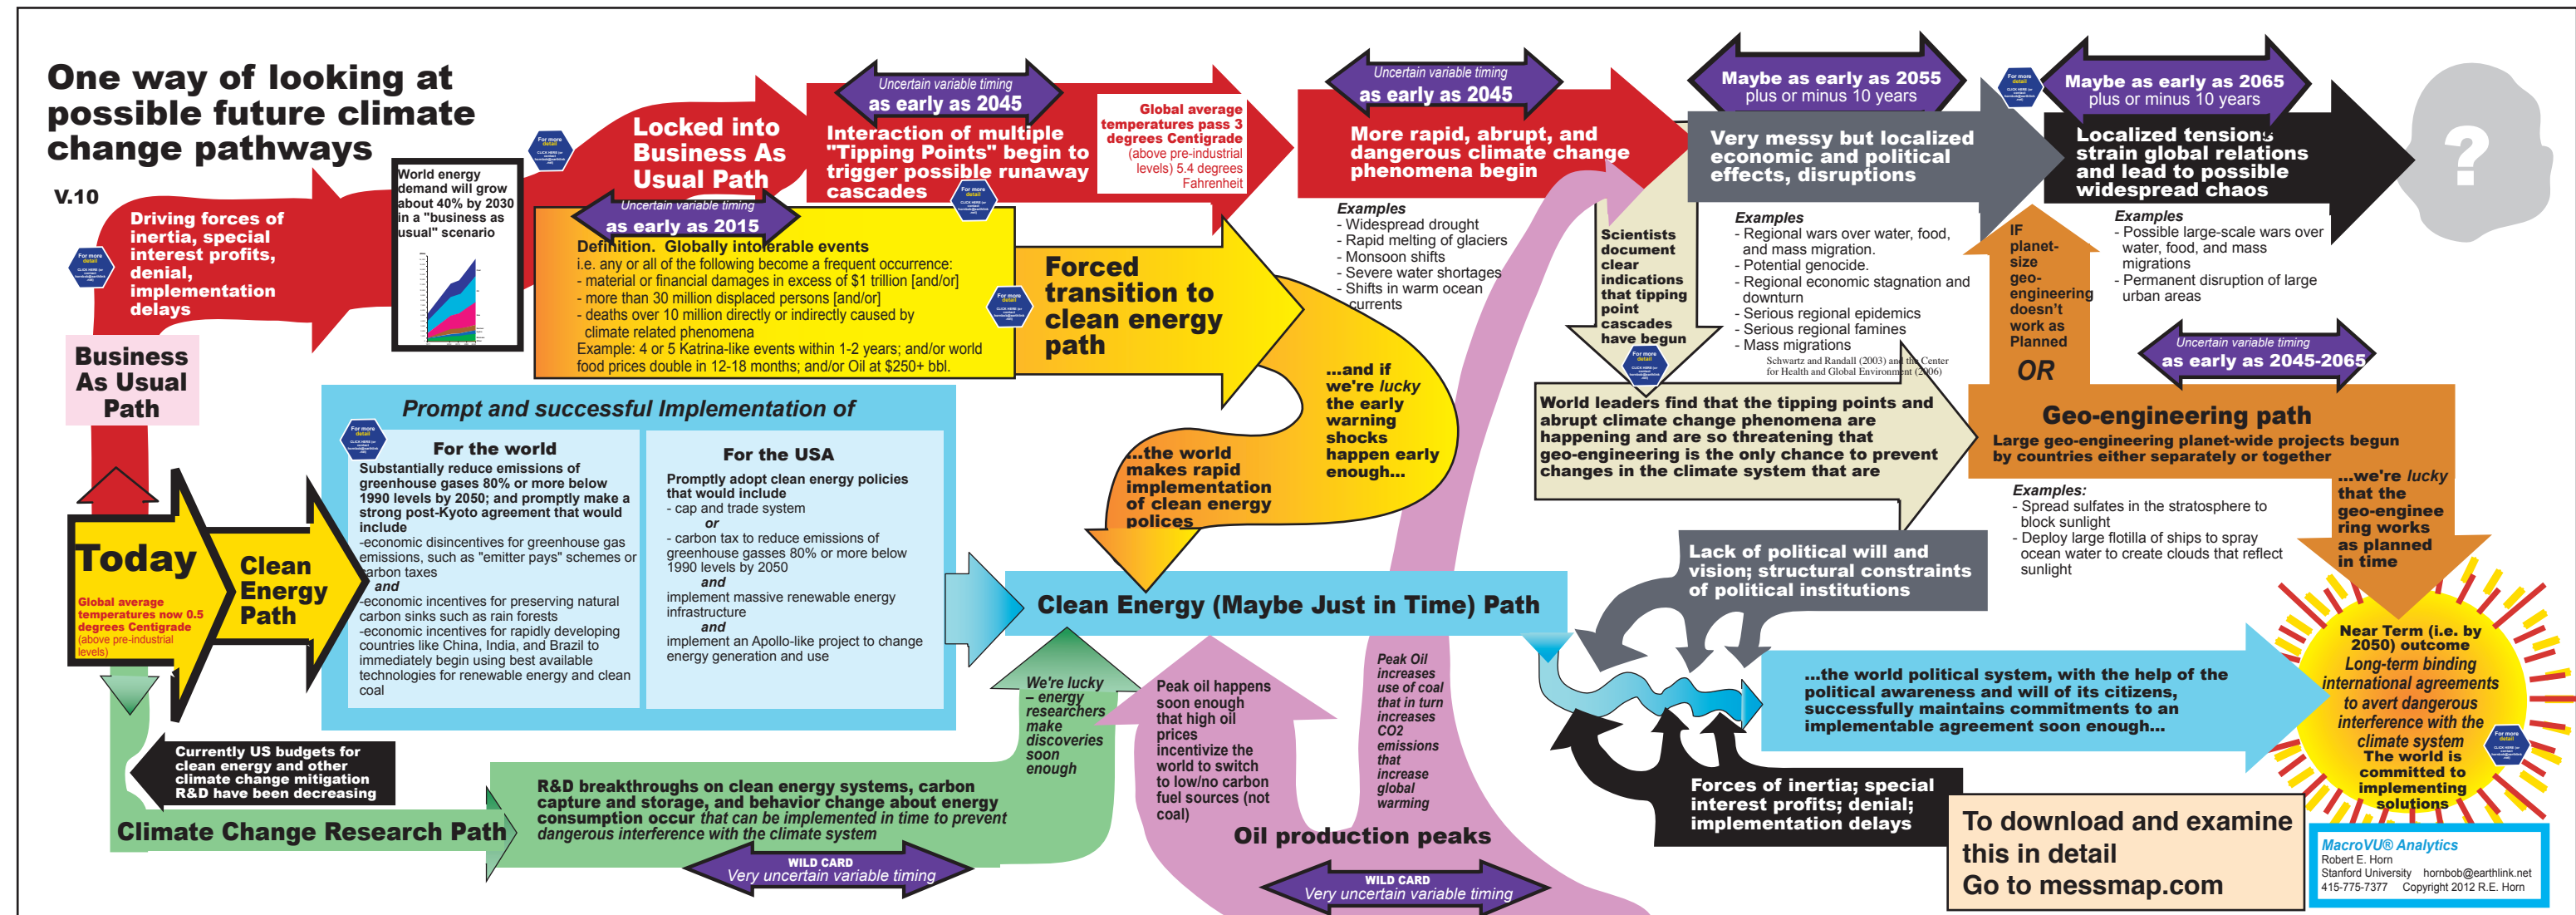 One way of looking at
possible future climate
change pathways
V.10
Driving forces of
inertia, special
interest profits,
denial,
implementation
delays
Business
As Usual
Path
World energy
demand will grow
about 40% by 2030
in a "business as
usual" scenario
Locked into
Business As
Usual Path
Uncertain variable timing
as early as 2015
Definition. Globally intolerable events
i.e. any or all of the following become a frequent occurrence:
- material or financial damages in excess of $1 trillion [and/or]
- more than 30 million displaced persons [and/or]
- deaths over 10 million directly or indirectly caused by
climate related phenomena
Example: 4 or 5 Katrina-like events within 1-2 years; and/or world
food prices double in 12-18 months; and/or Oil at $250+ bbl.
Uncertain variable timing
as early as 2045
Interaction of multiple
"Tipping Points" begin to
trigger possible runaway
cascades
Global average
temperatures pass 3
degrees Centigrade
(above pre-industrial
levels) 5.4 degrees
Fahrenheit
Forced
transition to
clean energy
path
...and if
we're lucky
the early
warning
shocks
happen early
enough...
...the world
makes rapid
implementation
of clean energy
polices
Uncertain variable timing
as early as 2045
More rapid, abrupt, and
dangerous climate change
phenomena begin
Examples
- Widespread drought
- Rapid melting of glaciers
- Monsoon shifts
- Severe water shortages
- Shifts in warm ocean
currents
Scientists
document
clear
indications
that tipping
point
cascades
have begun
Maybe as early as 2055
plus or minus 10 years
Very messy but localized
economic and political
effects, disruptions
Examples
- Regional wars over water, food,
and mass migration.
- Potential genocide.
- Regional economic stagnation and
downturn
- Serious regional epidemics
- Serious regional famines
- Mass migrations
Schwartz and Randall (2003) and the Center
for Health and Global Environment (2006)
Maybe as early as 2065
plus or minus 10 years
Localized tensions
strain global relations
and lead to possible
widespread chaos
Examples
- Possible large-scale wars over
water, food, and mass
migrations
- Permanent disruption of large
urban areas
?
IF
planet-
size
geo-
engineering
doesn't
work as
Planned
OR
Uncertain variable timing
as early as 2045-2065
World leaders find that the tipping points and
abrupt climate change phenomena are
happening and are so threatening that
geo-engineering is the only chance to prevent
changes in the climate system that are
Geo-engineering path
Large geo-engineering planet-wide projects begun
by countries either separately or together
Examples:
- Spread sulfates in the stratosphere to
block sunlight
- Deploy large flotilla of ships to spray
ocean water to create clouds that reflect
sunlight
...we're lucky
that the
geo-enginee
ring works
as planned
in time
Today
Global average
temperatures now 0.5
degrees Centigrade
(above pre-industrial
levels)
Clean
Energy
Path
Prompt and successful Implementation of
For the world
Substantially reduce emissions of
greenhouse gases 80% or more below
1990 levels by 2050; and promptly make a
strong post-Kyoto agreement that would
include
-economic disincentives for greenhouse gas
emissions, such as "emitter pays" schemes or
carbon taxes
and
-economic incentives for preserving natural
carbon sinks such as rain forests
-economic incentives for rapidly developing
countries like China, India, and Brazil to
immediately begin using best available
technologies for renewable energy and clean
coal
For the USA
Promptly adopt clean energy policies
that would include
- cap and trade system
or
- carbon tax to reduce emissions of
greenhouse gasses 80% or more below
1990 levels by 2050
and
implement massive renewable energy
infrastructure
and
implement an Apollo-like project to change
energy generation and use
Clean Energy (Maybe Just in Time) Path
Lack of political will and
vision; structural constraints
of political institutions
...the world political system, with the help of the
political awareness and will of its citizens,
successfully maintains commitments to an
implementable agreement soon enough...
Forces of inertia; special
interest profits; denial;
implementation delays
Near Term (i.e. by
2050) outcome
Long-term binding
international agreements
to avert dangerous
interference with the
climate system
The world is
committed to
implementing
solutions
Currently US budgets for
clean energy and other
climate change mitigation
R&D have been decreasing
Climate Change Research Path
R&D breakthroughs on clean energy systems, carbon
capture and storage, and behavior change about energy
consumption occur that can be implemented in time to prevent
dangerous interference with the climate system
WILD CARD
Very uncertain variable timing
We're lucky
– energy
researchers
make
discoveries
soon
enough
Peak oil happens
soon enough
that high oil
prices
incentivize the
world to switch
to low/no carbon
fuel sources (not
coal)
Peak Oil
increases
use of coal
that in turn
increases
CO2
emissions
that
increase
global
warming
Oil production peaks
WILD CARD
Very uncertain variable timing
To download and examine
this in detail
Go to messmap.com
MacroVU® Analytics
Robert E. Horn
Stanford University hornbob@earthlink.net
415-775-7377 Copyright 2012 R.E. Horn
For more
detail